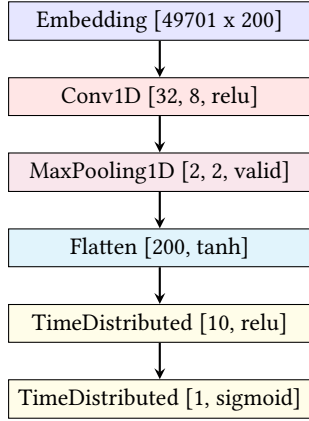 Embedding [49701 x 200]
Conv1D [32, 8, relu]
MaxPooling1D [2, 2, valid]
Flatten [200, tanh]
TimeDistributed [10, relu]
TimeDistributed [1, sigmoid]